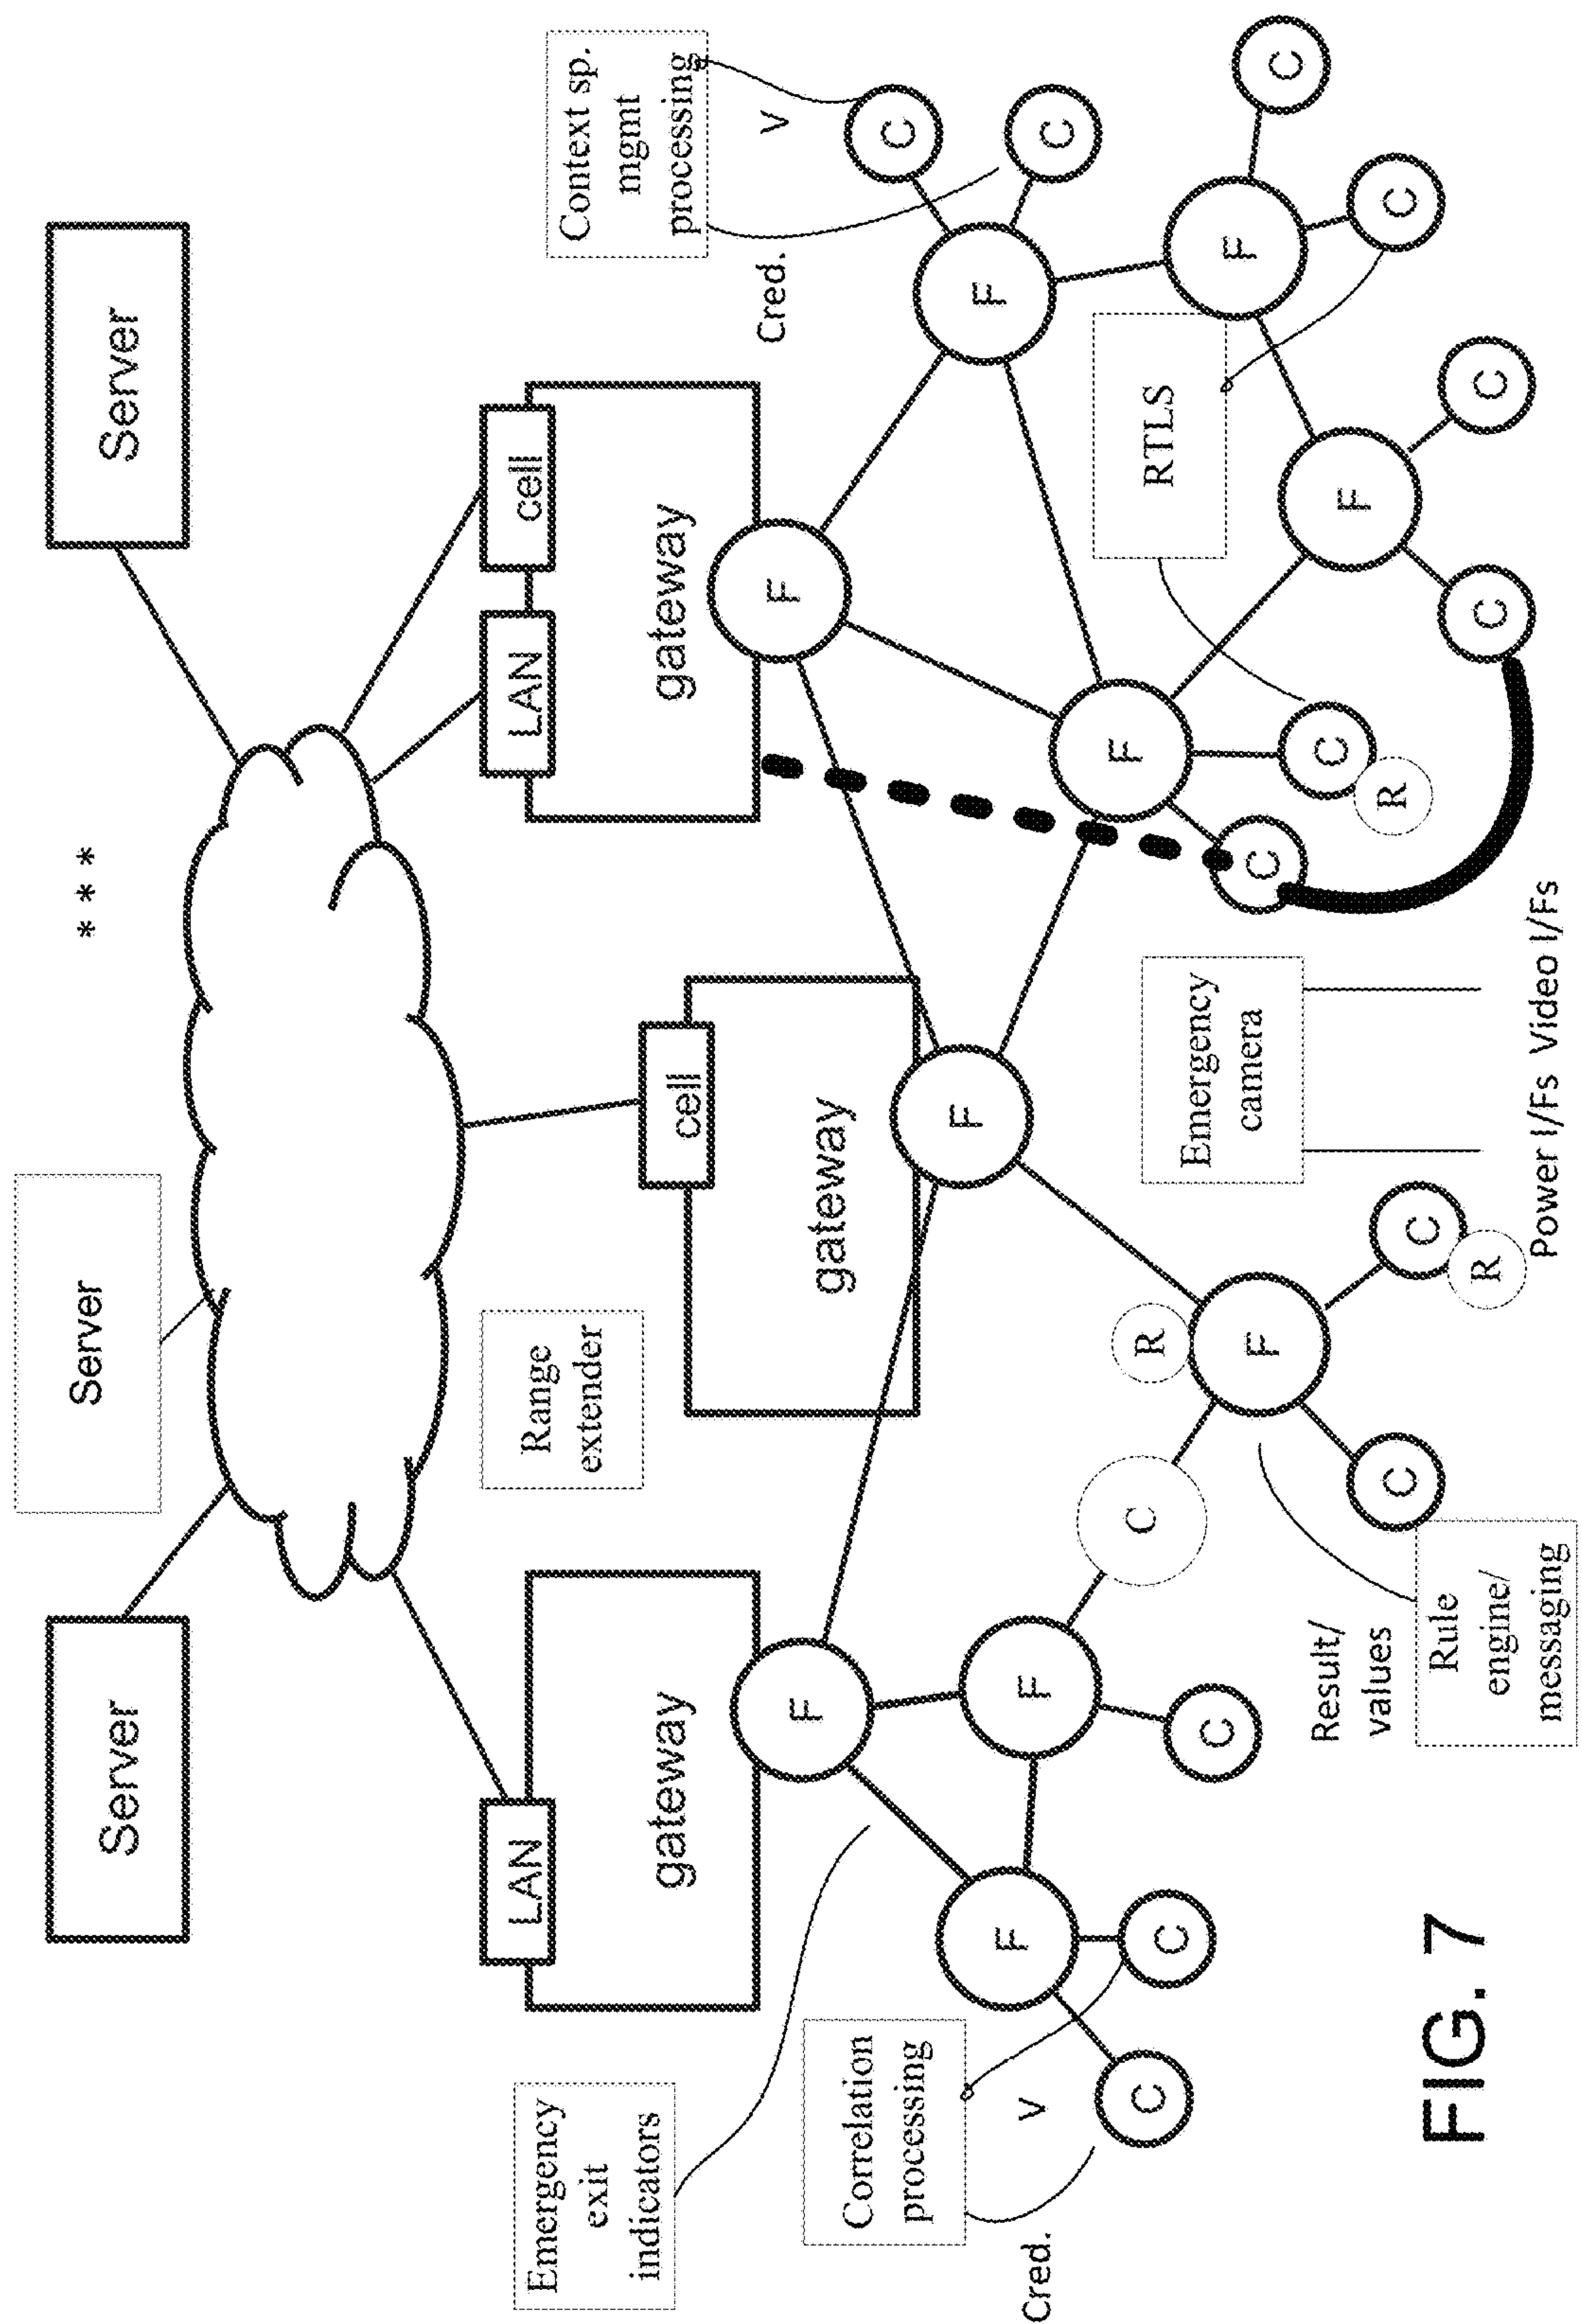 Server
Server
Server
* * *
LAN
gateway
Range
extender
cell
gateway
LAN
cell
gateway
Emergency
exit
indicators
Context sp.
mgmt
processing
Cred.
V
F
F
F
F
F
F
F
F
F
F
Correlation
processing
Cred.
V
C
C
C
C
R
C
C
R
Emergency
camera
Power I/Fs Video I/Fs
C
C
R
RTLS
C
C
C
C
C
C
Result/
values
Rule
engine/
messaging
FIG. 7